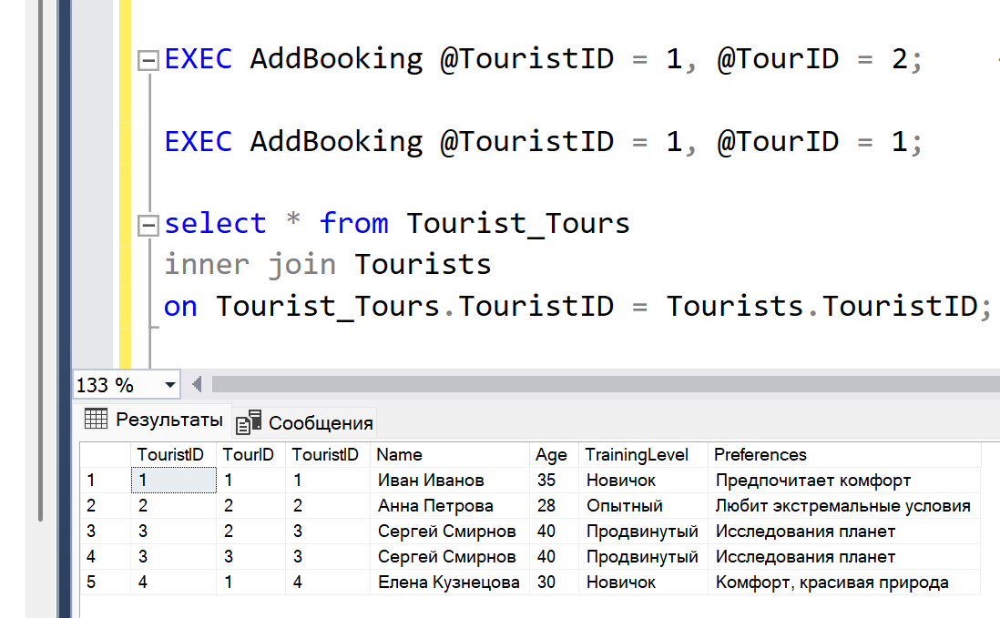 EXEC AddBooking @TouristID = 1, @TourID = 2;
EXEC AddBooking @TouristID = 1, @TourID = 1;
select * from Tourist_Tours
inner join Tourists
on Tourist_Tours.TouristID = Tourists.TouristID;
133 %
Результаты Сообщения
TouristID TourID TouristID Name Age TrainingLevel Preferences
1 1 1 1 Иван Иванов 35 Новичок Предпочитает комфорт
2 2 2 2 Анна Петрова 28 Опытный Любит экстремальные условия
3 3 2 3 Сергей Смирнов 40 Продвинутый Исследования планет
4 3 3 3 Сергей Смирнов 40 Продвинутый Исследования планет
5 4 1 4 Елена Кузнецова 30 Новичок Комфорт, красивая природа